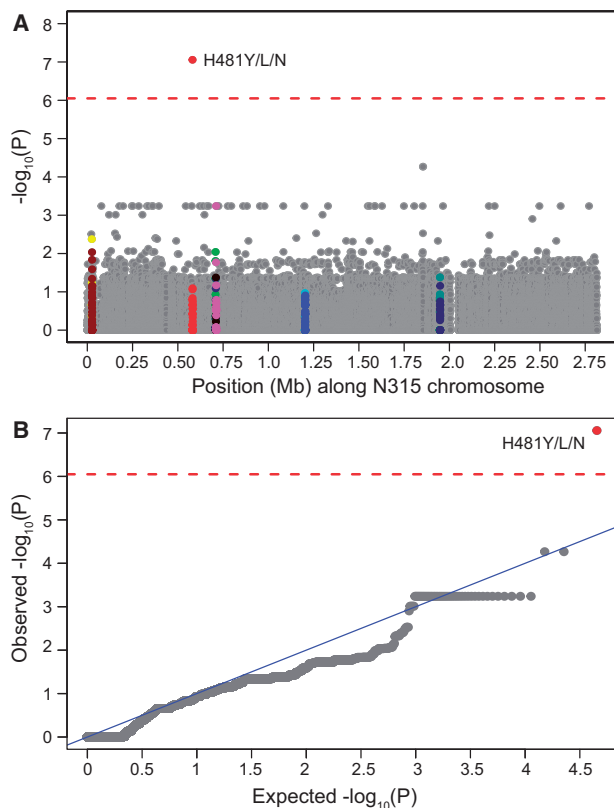 A
8
7
6
5
4
3
2
1
0
-log10(P)
H481Y/L/N
0 0.25 0.5 0.75 1.0 1.25 1.5 1.75 2.0 2.25 2.5 2.75
Position (Mb) along N315 chromosome
B
7
6
5
4
3
2
1
0
Observed -log10(P)
H481Y/L/N
0 0.5 1 1.5 2 2.5 3 3.5 4 4.5
Expected -log10(P)